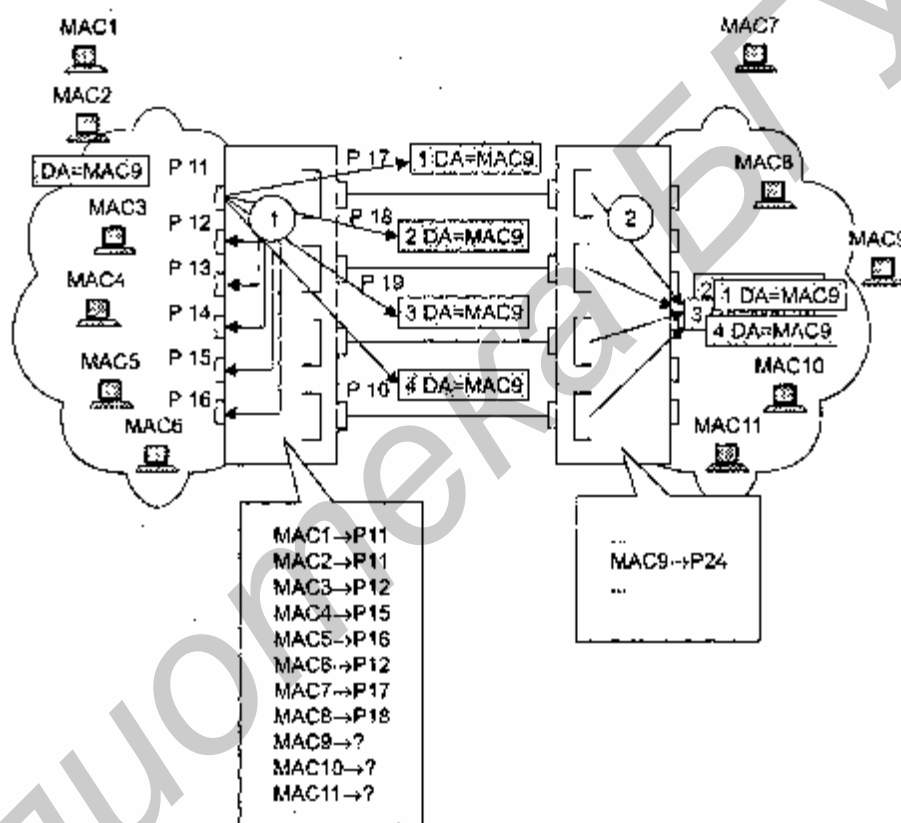 MAC1
MAC7
MAC2
DA=MAC9
P 11
P 17
1 DA=MAC9
MAC8
MAC3
P 12
1
P 18
2 DA=MAC9
2
MAC9
MAC4
P 13
P 19
3 DA=MAC9
2
1 DA=MAC9
3
4 DA=MAC9
P 14
MAC5
P 15
P 16
P 10
4 DA=MAC9
MAC10
MAC6
MAC11
MAC1→P11
MAC2→P11
MAC3→P12
MAC4→P15
MAC5→P16
MAC6→P12
MAC7→P17
MAC8→P18
MAC9→?
MAC10→?
MAC11→?
...
MAC9→P24
...